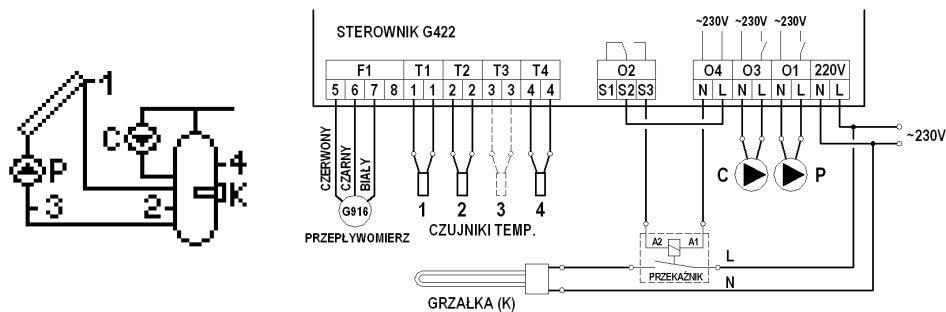 1
C
P
4
K
3
2
STEROWNIK G422
~230V ~230V ~230V
F1 T1 T2 T3 T4 O2 O4 O3 O1 220V
5 6 7 8 1 1 2 2 3 3 4 4 S1 S2 S3 N L N L N L N L
CZERWONY
CZARNY
BIAŁY
~230V
G916
PRZEPŁYWOMIERZ
1 2 3 4
CZUJNIKI TEMP.
C P
A2 A1
PRZEKAŹNIK
L
N
GRZAŁKA (K)